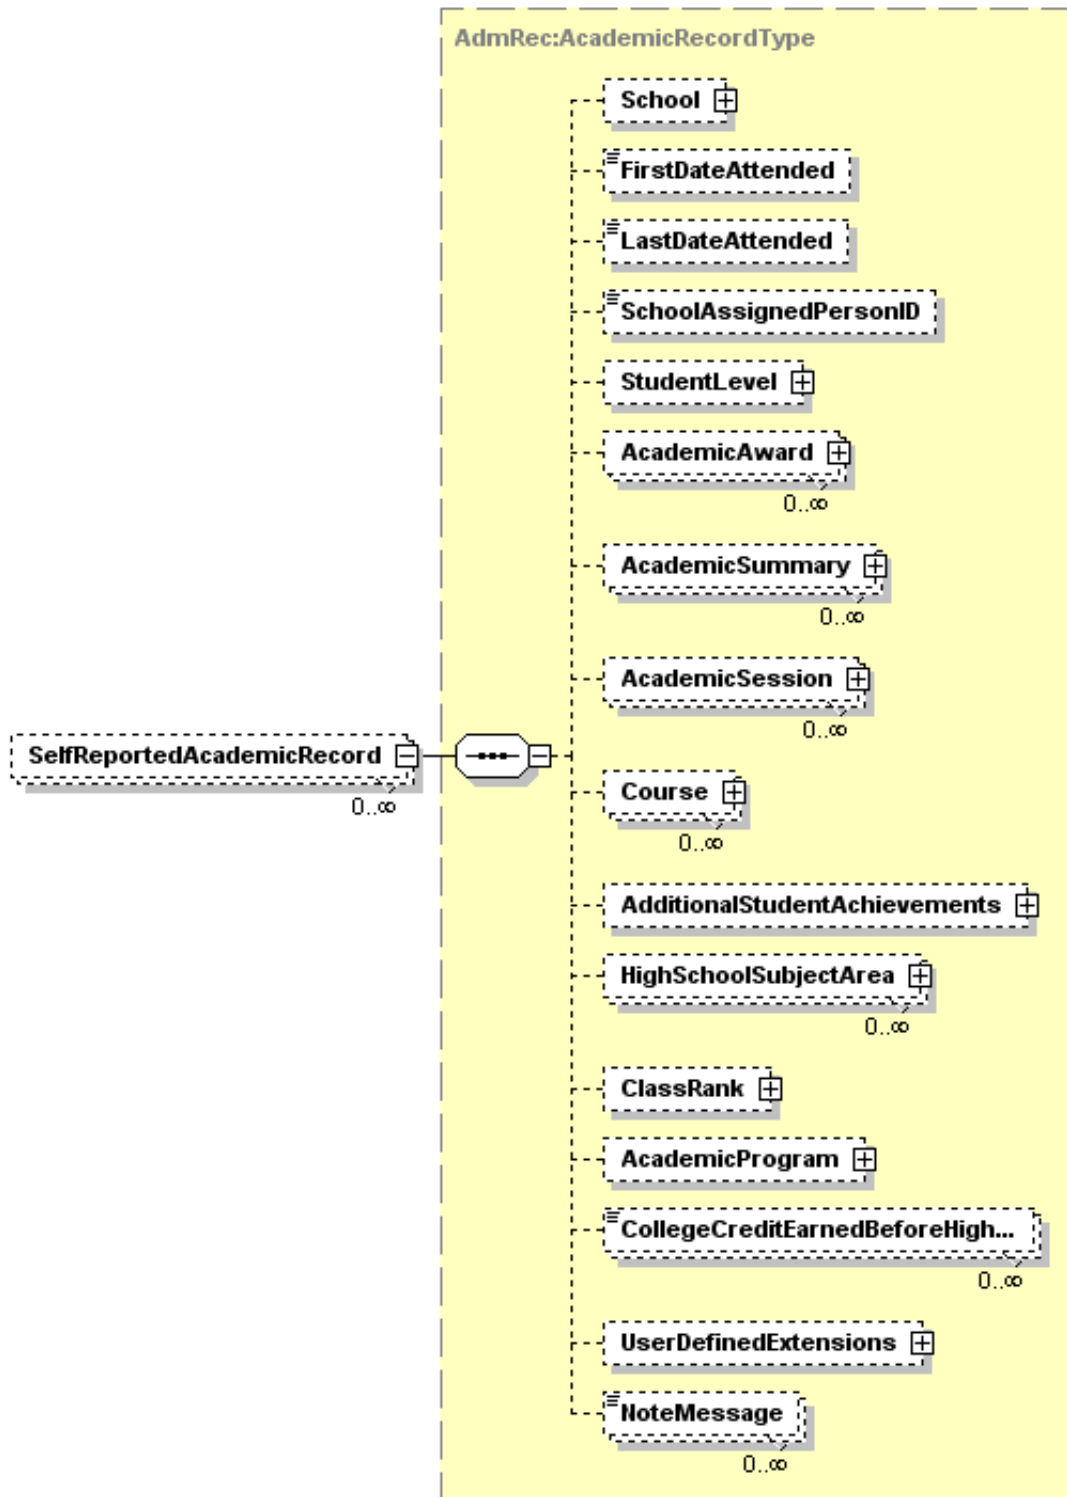 AdmRec:AcademicRecordType
School
FirstDateAttended
LastDateAttended
SchoolAssignedPersonID
StudentLevel
AcademicAward
0..∞
AcademicSummary
0..∞
AcademicSession
0..∞
SelfReportedAcademicRecord
0..∞
Course
0..∞
AdditionalStudentAchievements
HighSchoolSubjectArea
0..∞
ClassRank
AcademicProgram
CollegeCreditEarnedBeforeHigh...
0..∞
UserDefinedExtensions
NoteMessage
0..∞